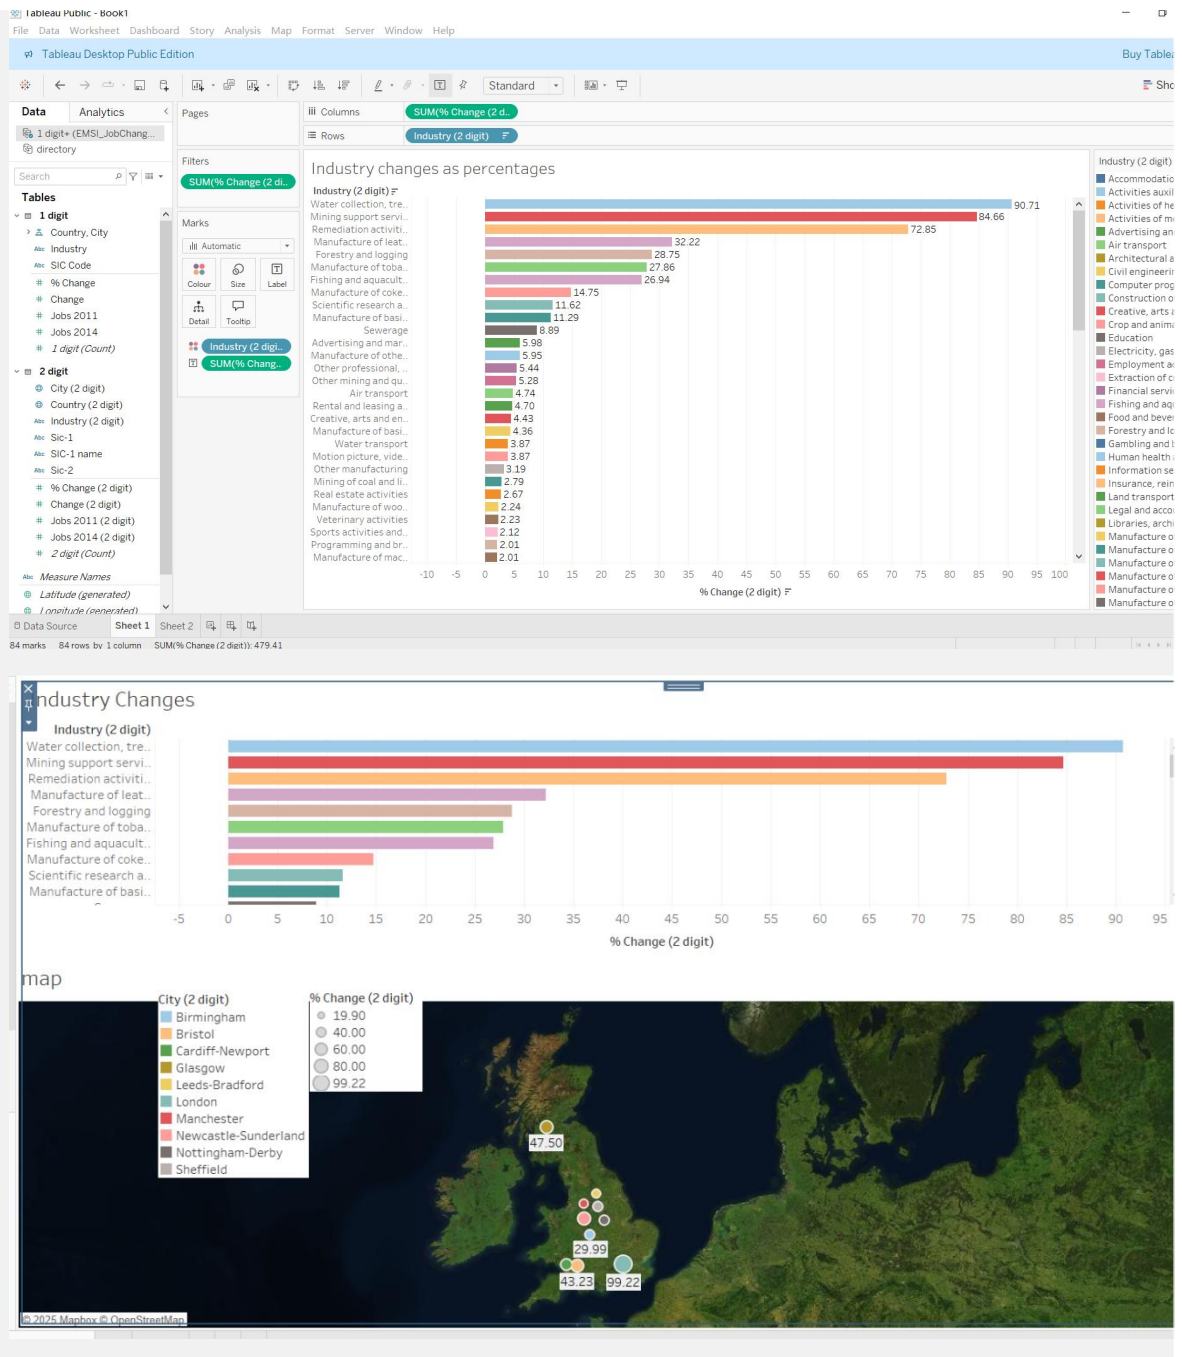 Tableau Public - Book1
File Data Worksheet Dashboard Story Analysis Map Format Server Window Help
Tableau Desktop Public Edition
Buy Table
Standard
Sho
Data Analytics
1 digit+ (EMSI_JobChang...
directory
Search
Tables
1 digit
Country, City
Abc Industry
Abc SIC Code
# % Change
# Change
# Jobs 2011
# Jobs 2014
# 1 digit (Count)
2 digit
City (2 digit)
Country (2 digit)
Abc Industry (2 digit)
Abc Sic-1
Abc SIC-1 name
Abc Sic-2
# % Change (2 digit)
# Change (2 digit)
# Jobs 2011 (2 digit)
# Jobs 2014 (2 digit)
# 2 digit (Count)
Abc Measure Names
Latitude (generated)
Longitude (generated)
Pages
Filters
SUM(% Change (2 di..
Marks
Automatic
Colour Size Label
Detail Tooltip
Industry (2 digi..
SUM(% Chang..
Columns
SUM(% Change (2 d..
Rows
Industry (2 digit)
Industry changes as percentages
Industry (2 digit)
Water collection, tre.. 90.71
Mining support servi.. 84.66
Remediation activiti.. 72.85
Manufacture of leat.. 32.22
Forestry and logging 28.75
Manufacture of toba.. 27.86
Fishing and aquacult.. 26.94
Manufacture of coke.. 14.75
Scientific research a.. 11.62
Manufacture of basi.. 11.29
Sewerage 8.89
Advertising and mar.. 5.98
Manufacture of othe.. 5.95
Other professional, .. 5.44
Other mining and qu.. 5.28
Air transport 4.74
Rental and leasing a.. 4.70
Creative, arts and en.. 4.43
Manufacture of basi.. 4.36
Water transport 3.87
Motion picture, vide.. 3.87
Other manufacturing 3.19
Mining of coal and li.. 2.79
Real estate activities 2.67
Manufacture of woo.. 2.24
Veterinary activities 2.23
Sports activities and.. 2.12
Programming and br.. 2.01
Manufacture of mac.. 2.01
-10 -5 0 5 10 15 20 25 30 35 40 45 50 55 60 65 70 75 80 85 90 95 100
% Change (2 digit)
Industry (2 digit)
Accommodatio
Activities auxil
Activities of he
Activities of me
Advertising an
Air transport
Architectural a
Civil engineerin
Computer prog
Construction o
Creative, arts a
Crop and anima
Education
Electricity, gas
Employment ac
Extraction of c
Financial servi
Fishing and aqu
Food and bever
Forestry and lo
Gambling and b
Human health
Information se
Insurance, rein
Land transport
Legal and acco
Libraries, archi
Manufacture o
Manufacture o
Manufacture o
Manufacture o
Manufacture o
Manufacture o
Data Source Sheet 1 Sheet 2
84 marks 84 rows by 1 column SUM(% Change (2 digit)): 479.41
ndustry Changes
Industry (2 digit)
Water collection, tre..
Mining support servi..
Remediation activiti..
Manufacture of leat..
Forestry and logging
Manufacture of toba..
Fishing and aquacult..
Manufacture of coke..
Scientific research a..
Manufacture of basi..
-5 0 5 10 15 20 25 30 35 40 45 50 55 60 65 70 75 80 85 90 95
% Change (2 digit)
map
City (2 digit)
Birmingham
Bristol
Cardiff-Newport
Glasgow
Leeds-Bradford
London
Manchester
Newcastle-Sunderland
Nottingham-Derby
Sheffield
% Change (2 digit)
19.90
40.00
60.00
80.00
99.22
47.50
29.99
43.23 99.22
© 2025 Mapbox © OpenStreetMap